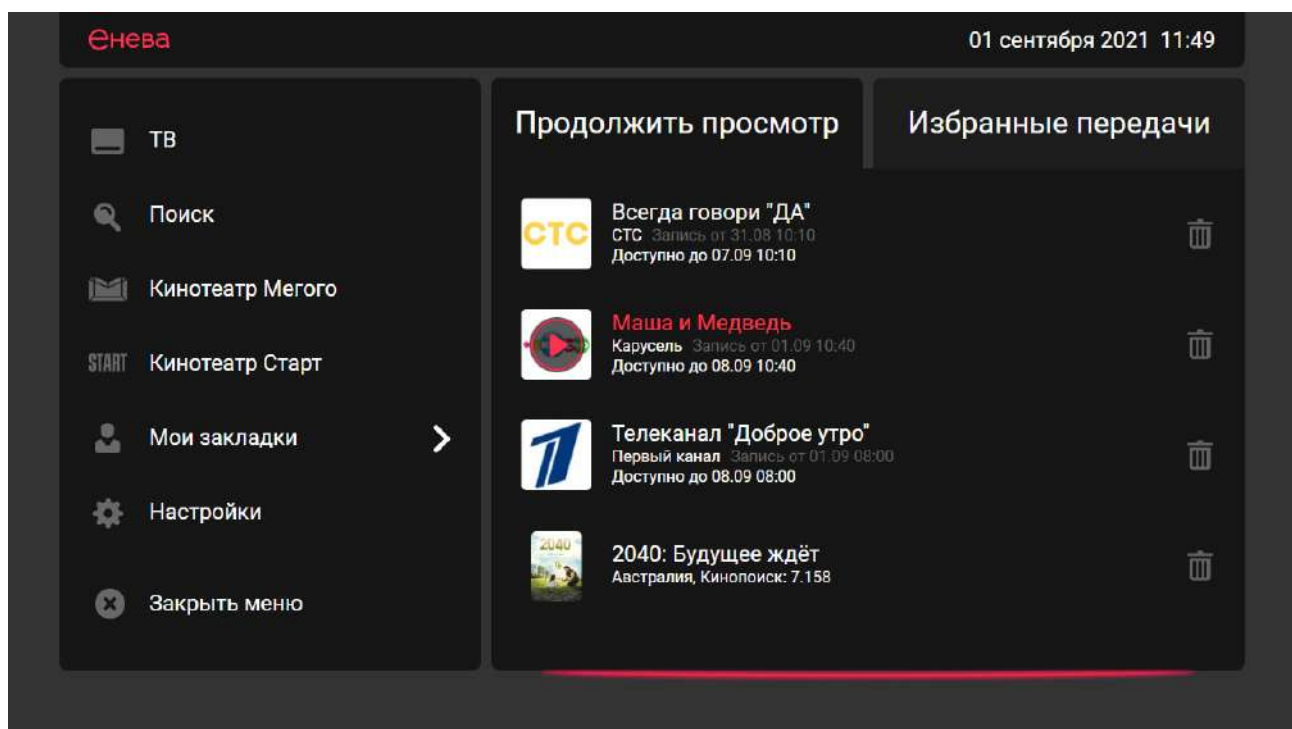 енева
01 сентября 2021 11:49
ТВ
Поиск
Кинотеатр Мегого
START Кинотеатр Старт
Мои закладки
Настройки
Закрыть меню
Продолжить просмотр
Избранные передачи
СТС
Всегда говори "ДА"
СТС Запись от 31.08 10:10
Доступно до 07.09 10:10
Маша и Медведь
Карусель Запись от 01.09 10:40
Доступно до 08.09 10:40
Телеканал "Доброе утро"
Первый канал Запись от 01.09 08:00
Доступно до 08.09 08:00
2040
2040: Будущее ждёт
Австралия, Кинопоиск: 7.158